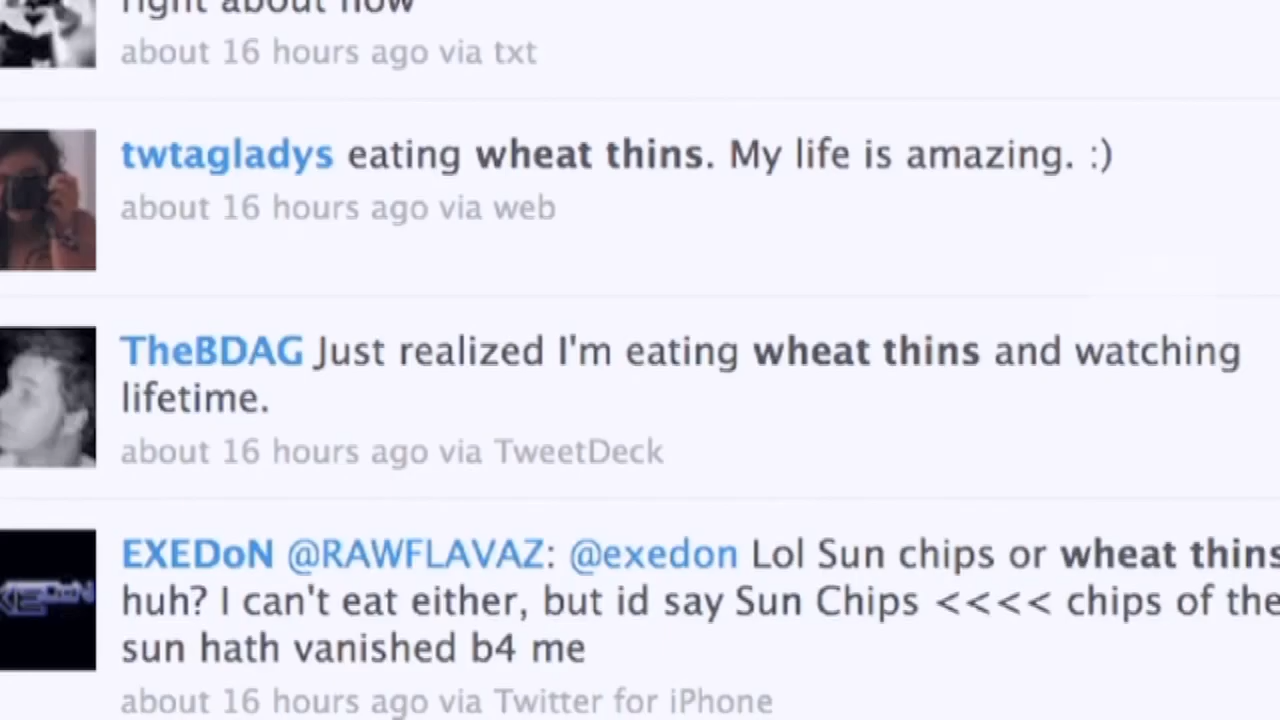 right about now
about 16 hours ago via txt
twtagladys eating wheat thins. My life is amazing. :)
about 16 hours ago via web
TheBDAG Just realized I'm eating wheat thins and watching
lifetime.
about 16 hours ago via TweetDeck
EXEDoN @RAWFLAVAZ: @exedon Lol Sun chips or wheat thins
huh? I can't eat either, but id say Sun Chips <<<< chips of the
sun hath vanished b4 me
about 16 hours ago via Twitter for iPhone